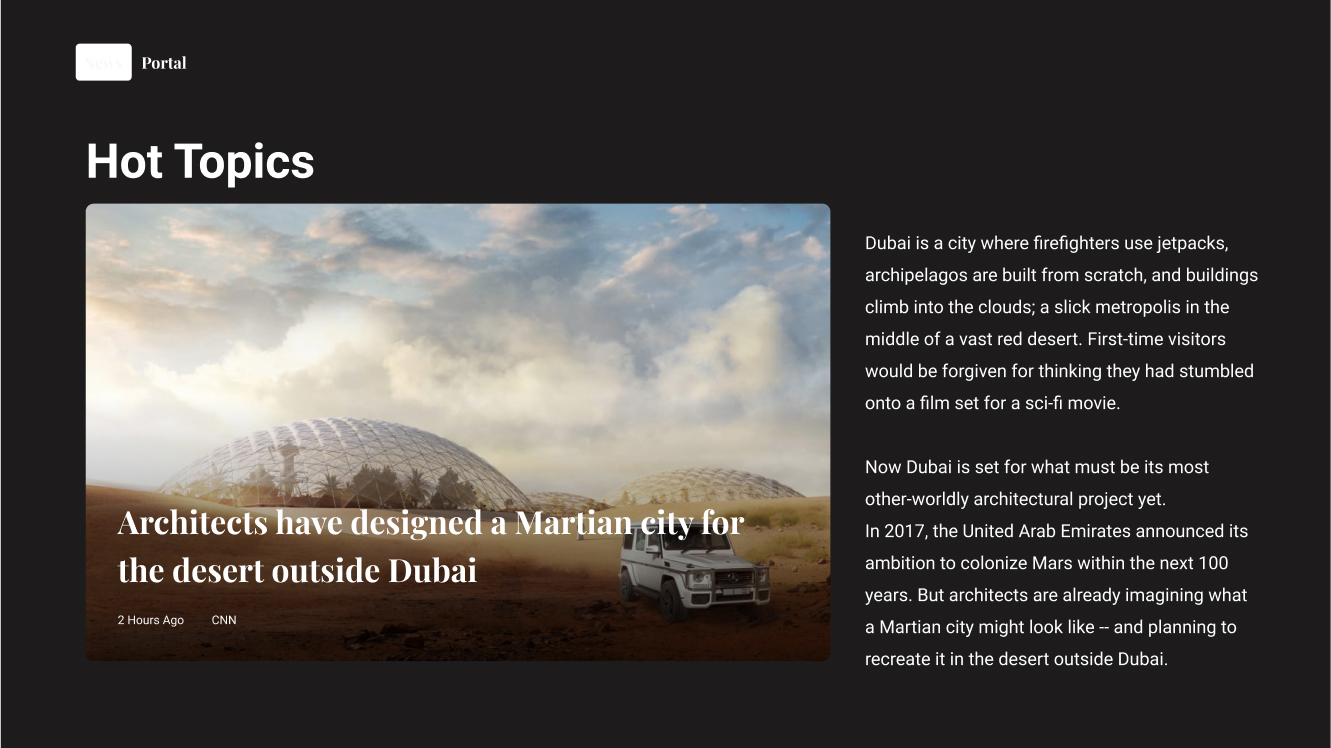 News Portal
Hot Topics
Architects have designed a Martian city for
the desert outside Dubai
2 Hours Ago CNN
Dubai is a city where firefighters use jetpacks,
archipelagos are built from scratch, and buildings
climb into the clouds; a slick metropolis in the
middle of a vast red desert. First-time visitors
would be forgiven for thinking they had stumbled
onto a film set for a sci-fi movie.
Now Dubai is set for what must be its most
other-worldly architectural project yet.
In 2017, the United Arab Emirates announced its
ambition to colonize Mars within the next 100
years. But architects are already imagining what
a Martian city might look like -- and planning to
recreate it in the desert outside Dubai.